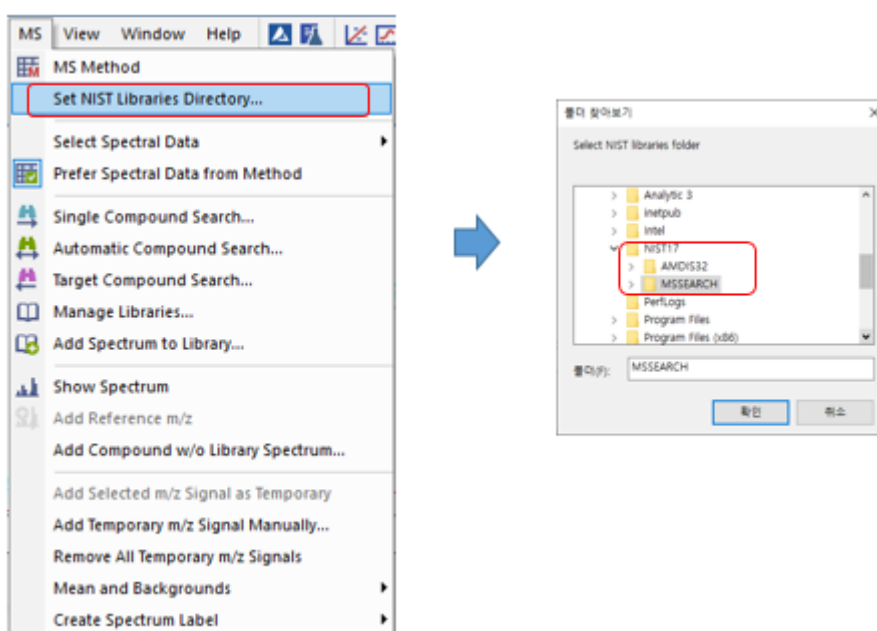 MS View Window Help
MS Method
Set NIST Libraries Directory...
Select Spectral Data
Prefer Spectral Data from Method
Single Compound Search...
Automatic Compound Search...
Target Compound Search...
Manage Libraries...
Add Spectrum to Library...
Show Spectrum
Add Reference m/z
Add Compound w/o Library Spectrum...
Add Selected m/z Signal as Temporary
Add Temporary m/z Signal Manually...
Remove All Temporary m/z Signals
Mean and Backgrounds
Create Spectrum Label
폴더 찾아보기
Select NIST libraries folder
Analytic 3
inetpub
Intel
NIST17
AMDIS32
MSSEARCH
PerfLogs
Program Files
Program Files (x86)
폴더(F): MSSEARCH
확인 취소